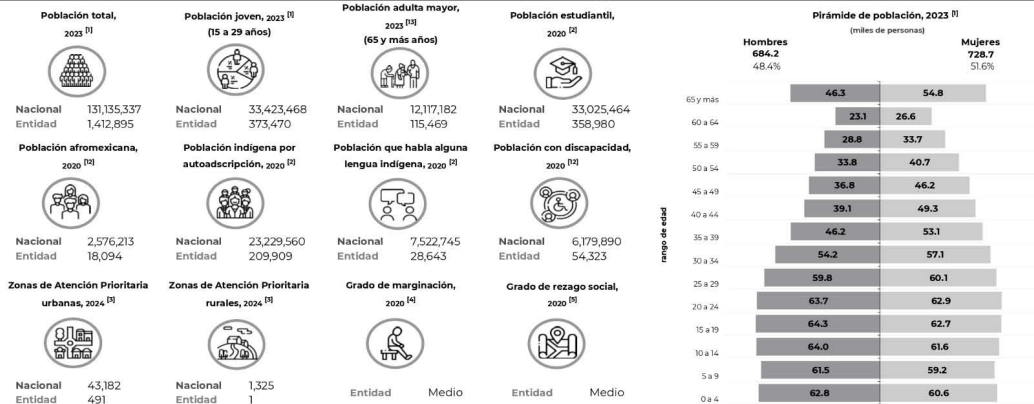 Población total,
2023 [1]
Nacional 131,135,337
Entidad 1,412,895
Población joven, 2023 [1]
(15 a 29 años)
Nacional 33,423,468
Entidad 373,470
Población adulta mayor,
2023 [13]
(65 y más años)
Nacional 12,117,182
Entidad 115,469
Población estudiantil,
2020 [2]
Nacional 33,025,464
Entidad 358,980
Población afromexicana,
2020 [12]
Nacional 2,576,213
Entidad 18,094
Población indígena por
autoadscripción, 2020 [2]
Nacional 23,229,560
Entidad 209,909
Población que habla alguna
lengua indígena, 2020 [2]
Nacional 7,522,745
Entidad 28,643
Población con discapacidad,
2020 [12]
Nacional 6,179,890
Entidad 54,323
Zonas de Atención Prioritaria
urbanas, 2024 [3]
Nacional 43,182
Entidad 491
Zonas de Atención Prioritaria
rurales, 2024 [3]
Nacional 1,325
Entidad 1
Grado de marginación,
2020 [4]
Entidad Medio
Grado de rezago social,
2020 [5]
Entidad Medio
Pirámide de población, 2023 [1]
(miles de personas)
Hombres Mujeres
684.2 728.7
48.4% 51.6%
rango de edad
65 y más 46.3 54.8
60 a 64 23.1 26.6
55 a 59 28.8 33.7
50 a 54 33.8 40.7
45 a 49 36.8 46.2
40 a 44 39.1 49.3
35 a 39 46.2 53.1
30 a 34 54.2 57.1
25 a 29 59.8 60.1
20 a 24 63.7 62.9
15 a 19 64.3 62.7
10 a 14 64.0 61.6
5 a 9 61.5 59.2
0 a 4 62.8 60.6